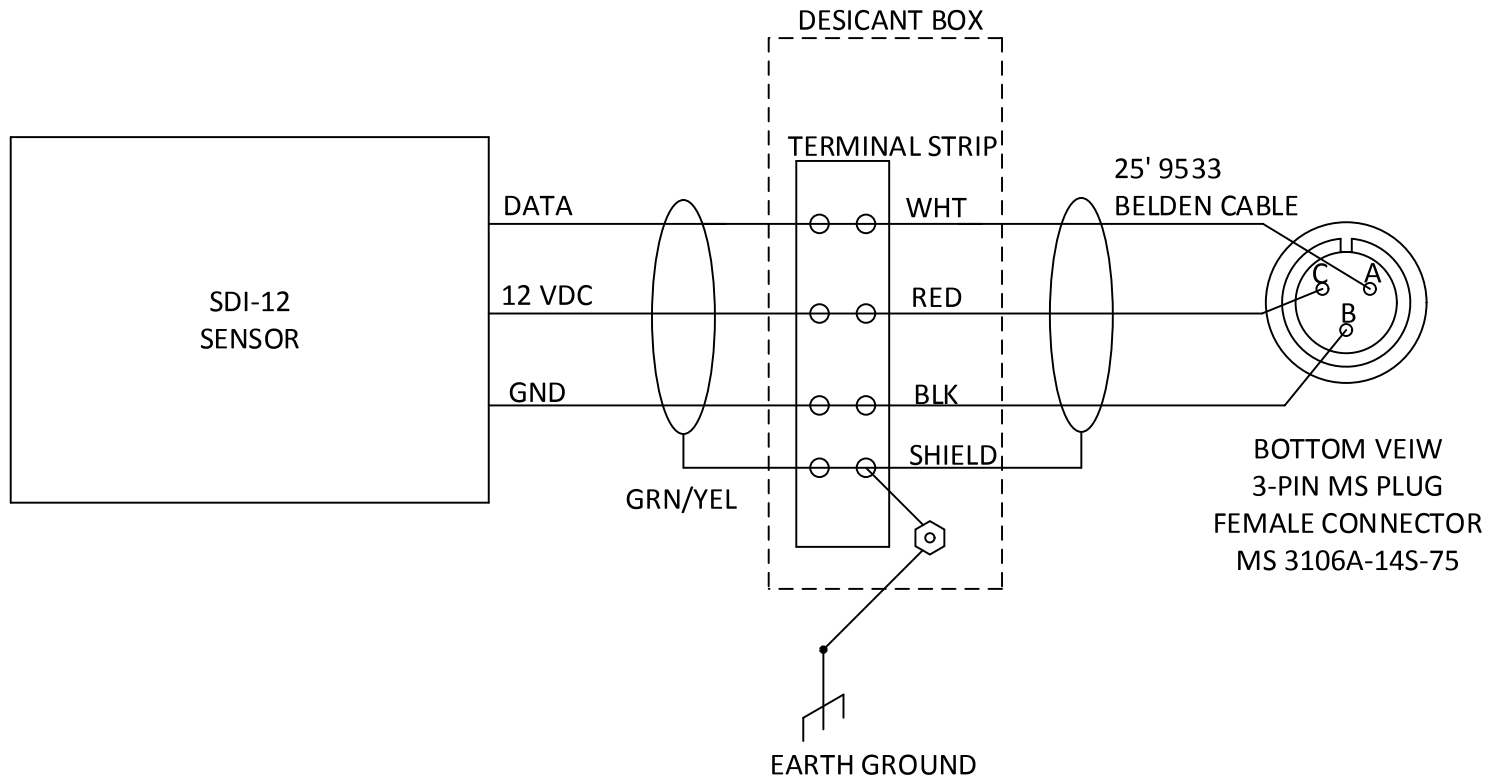 DESICANT BOX
TERMINAL STRIP
25' 9533
BELDEN CABLE
DATA
WHT
12 VDC
RED
SDI-12
SENSOR
C
A
B
GND
BLK
SHIELD
GRN/YEL
BOTTOM VEIW
3-PIN MS PLUG
FEMALE CONNECTOR
MS 3106A-14S-75
EARTH GROUND